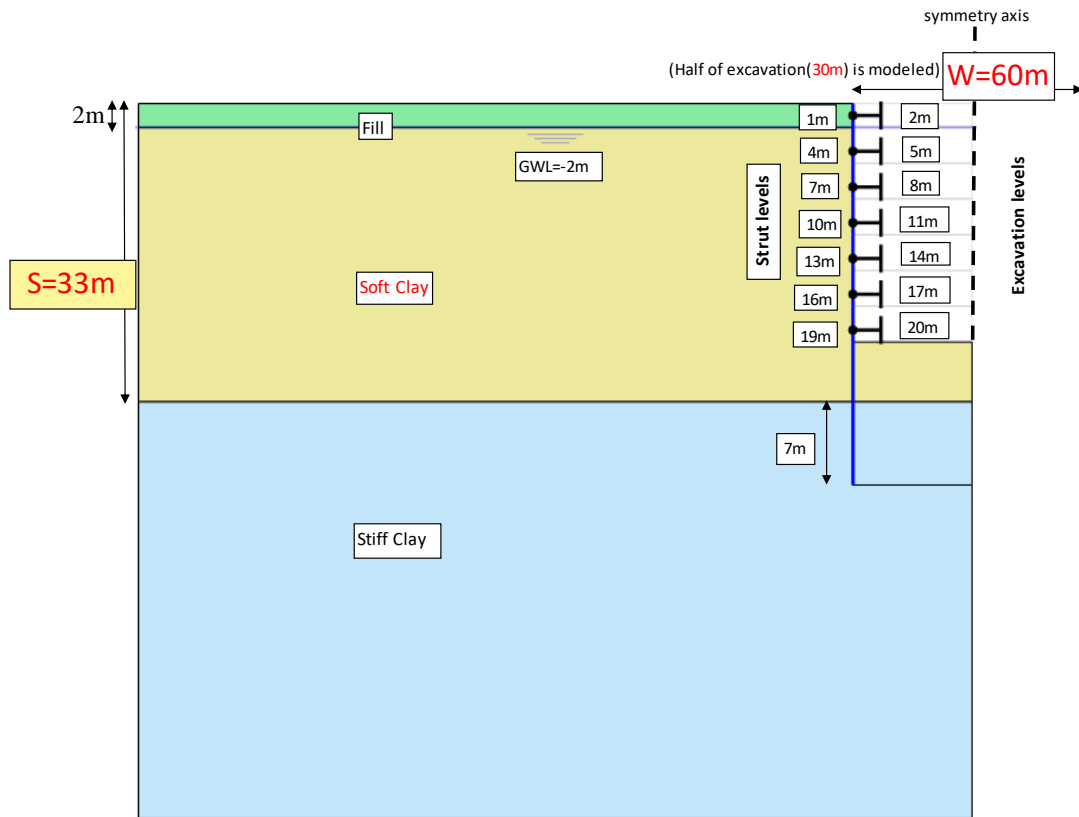 symmetry axis
(Half of excavation(30m) is modeled)
W=60m
2m
Fill
GWL=-2m
1m
2m
4m
5m
7m
8m
10m
11m
13m
14m
16m
17m
19m
20m
Strut levels
Excavation levels
S=33m
Soft Clay
7m
Stiff Clay